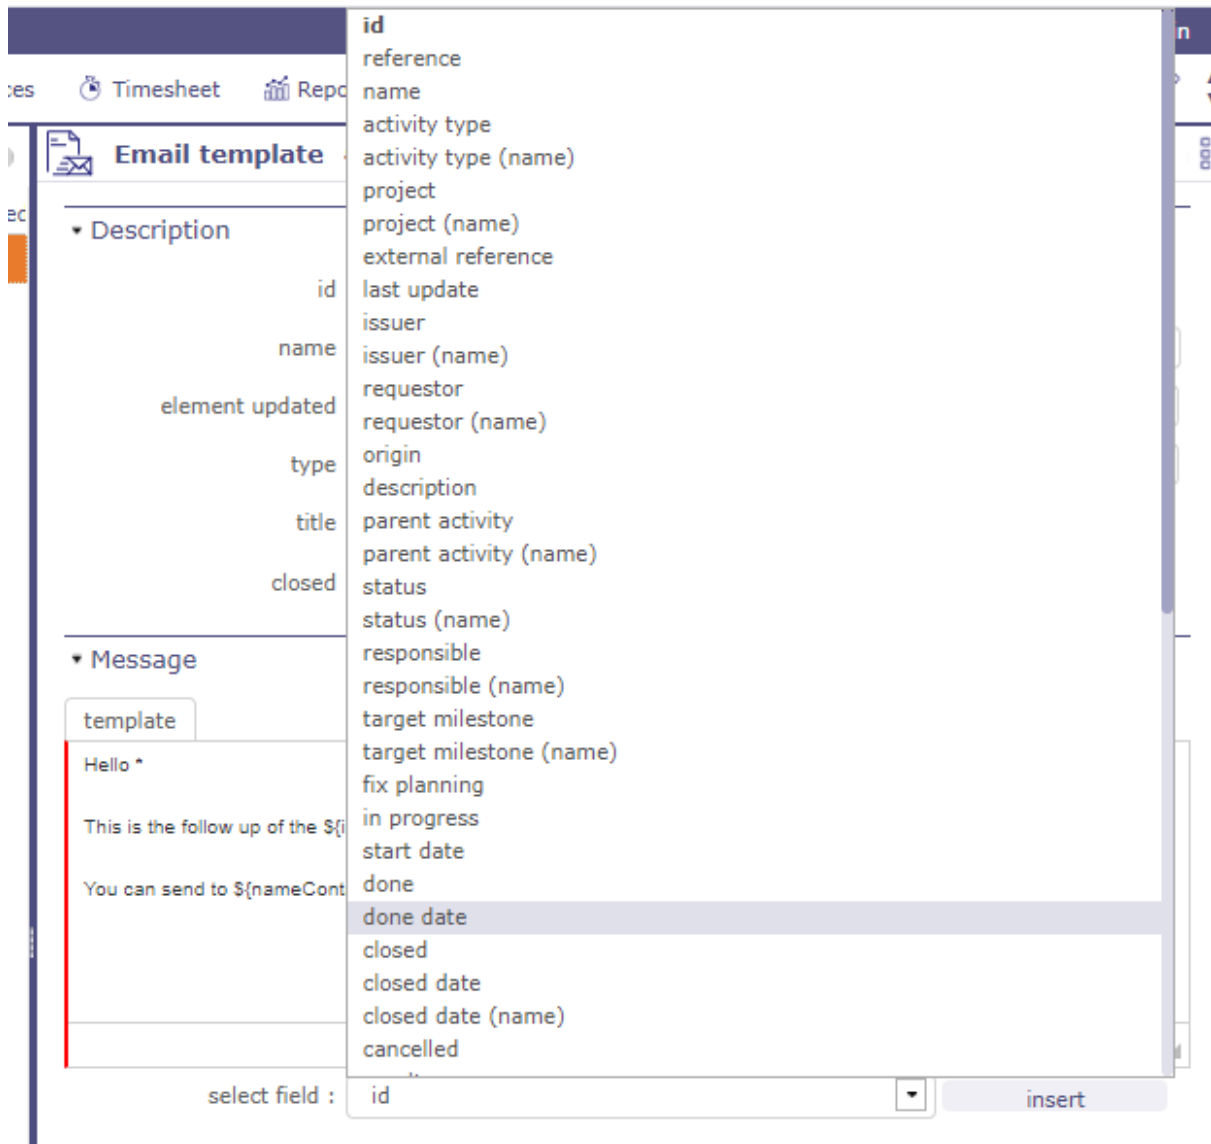 in
ces
Timesheet
Repo
Email template
Description
id
name
element updated
type
title
closed
Message
template
Hello *
This is the follow up of the ${i
You can send to ${nameCont
id
reference
name
activity type
activity type (name)
project
project (name)
external reference
last update
issuer
issuer (name)
requestor
requestor (name)
origin
description
parent activity
parent activity (name)
status
status (name)
responsible
responsible (name)
target milestone
target milestone (name)
fix planning
in progress
start date
done
done date
closed
closed date
closed date (name)
cancelled
select field :
id
insert